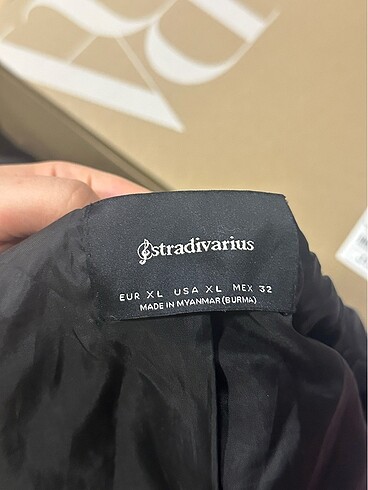 stradivarius
EUR XL USA XL MEX 32
MADE IN MYANMAR (BURMA)